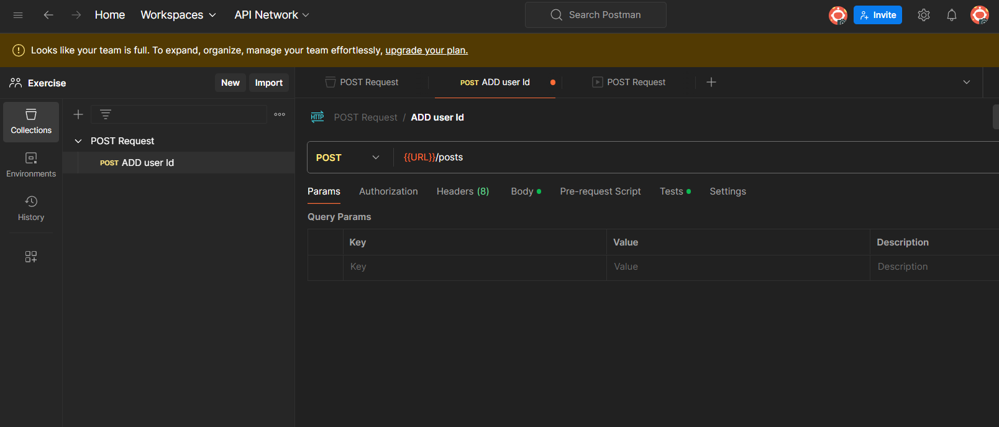 Home Workspaces API Network Search Postman Invite
Looks like your team is full. To expand, organize, manage your team effortlessly, upgrade your plan.
Exercise New Import
POST Request POST ADD user Id POST Request
Collections
Environments
History
POST Request
POST ADD user Id
HTTP POST Request / ADD user Id
POST {{URL}}/posts
Params Authorization Headers (8) Body Pre-request Script Tests Settings
Query Params
Key Value Description
Key Value Description